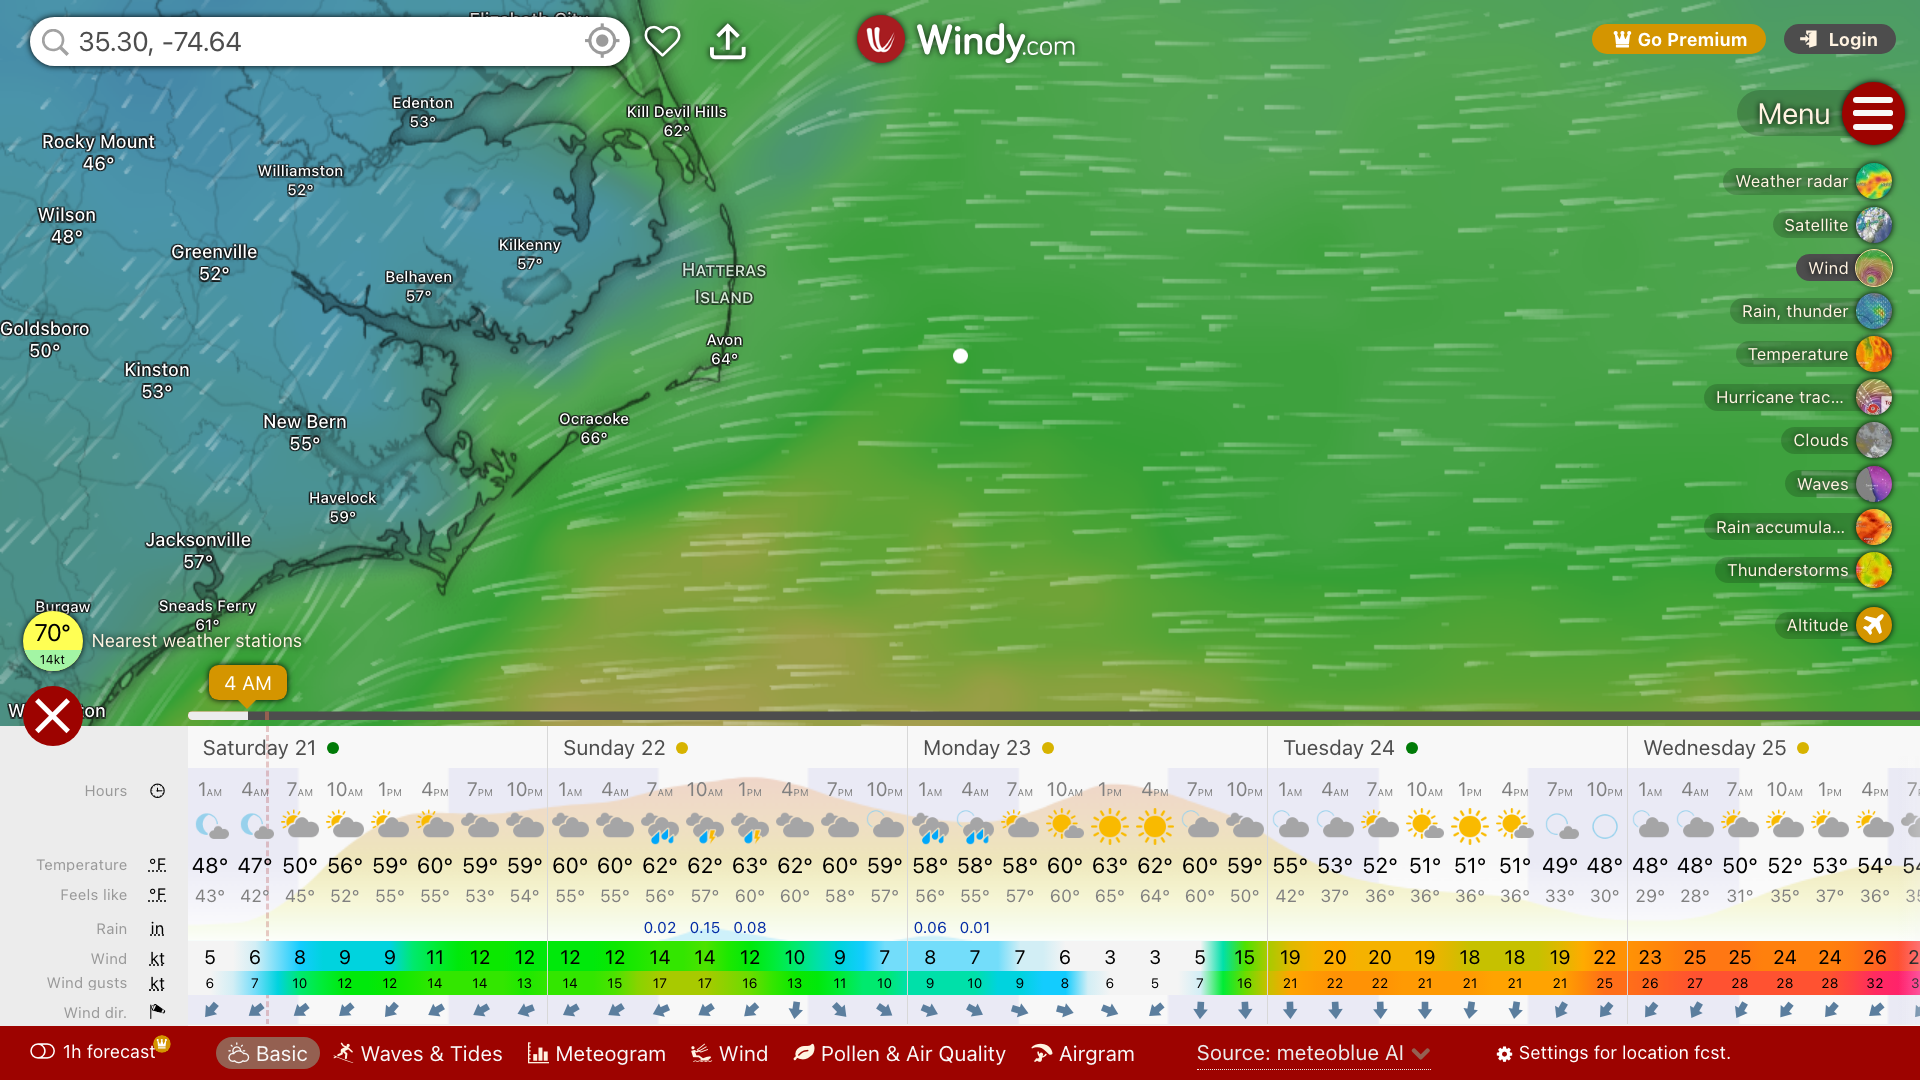 35.30, -74.64
Windy.com
Go Premium
Login
Menu
Weather radar
Satellite
Wind
Rain, thunder
Temperature
Hurricane trac...
Clouds
Waves
Rain accumula...
Thunderstorms
Altitude
Elizabeth City
Edenton
53°
Kill Devil Hills
62°
Rocky Mount
46°
Williamston
52°
Wilson
48°
Greenville
52°
Kilkenny
57°
Belhaven
57°
HATTERAS
ISLAND
Goldsboro
50°
Avon
64°
Kinston
53°
New Bern
55°
Ocracoke
66°
Havelock
59°
Jacksonville
57°
Burgaw
Sneads Ferry
61°
70°
14kt
Nearest weather stations
4 AM
Saturday 21
Sunday 22
Monday 23
Tuesday 24
Wednesday 25
Hours
1AM 4AM 7AM 10AM 1PM 4PM 7PM 10PM 1AM 4AM 7AM 10AM 1PM 4PM 7PM 10PM 1AM 4AM 7AM 10AM 1PM 4PM 7PM 10PM 1AM 4AM 7AM 10AM 1PM 4PM 7PM 10PM 1AM 4AM 7AM 10AM 1PM 4PM
Temperature °F 48° 47° 50° 56° 59° 60° 59° 59° 60° 60° 62° 62° 63° 62° 60° 59° 58° 58° 58° 60° 63° 62° 60° 59° 55° 53° 52° 51° 51° 51° 49° 48° 48° 48° 50° 52° 53° 54°
Feels like °F 43° 42° 45° 52° 55° 55° 53° 54° 55° 55° 56° 57° 60° 60° 58° 57° 56° 55° 57° 60° 65° 64° 60° 50° 42° 37° 36° 36° 36° 36° 33° 30° 29° 28° 31° 35° 37° 36°
Rain in 0.02 0.15 0.08 0.06 0.01
Wind kt 5 6 8 9 9 11 12 12 12 12 14 14 12 10 9 7 8 7 7 6 3 3 5 15 19 20 20 19 18 18 19 22 23 25 25 24 24 26
Wind gusts kt 6 7 10 12 12 14 14 13 14 15 17 17 16 13 11 10 9 10 9 8 6 5 7 16 21 22 22 21 21 21 21 25 26 27 28 28 28 32
Wind dir.
1h forecast
Basic
Waves & Tides
Meteogram
Wind
Pollen & Air Quality
Airgram
Source: meteoblue AI
Settings for location fcst.